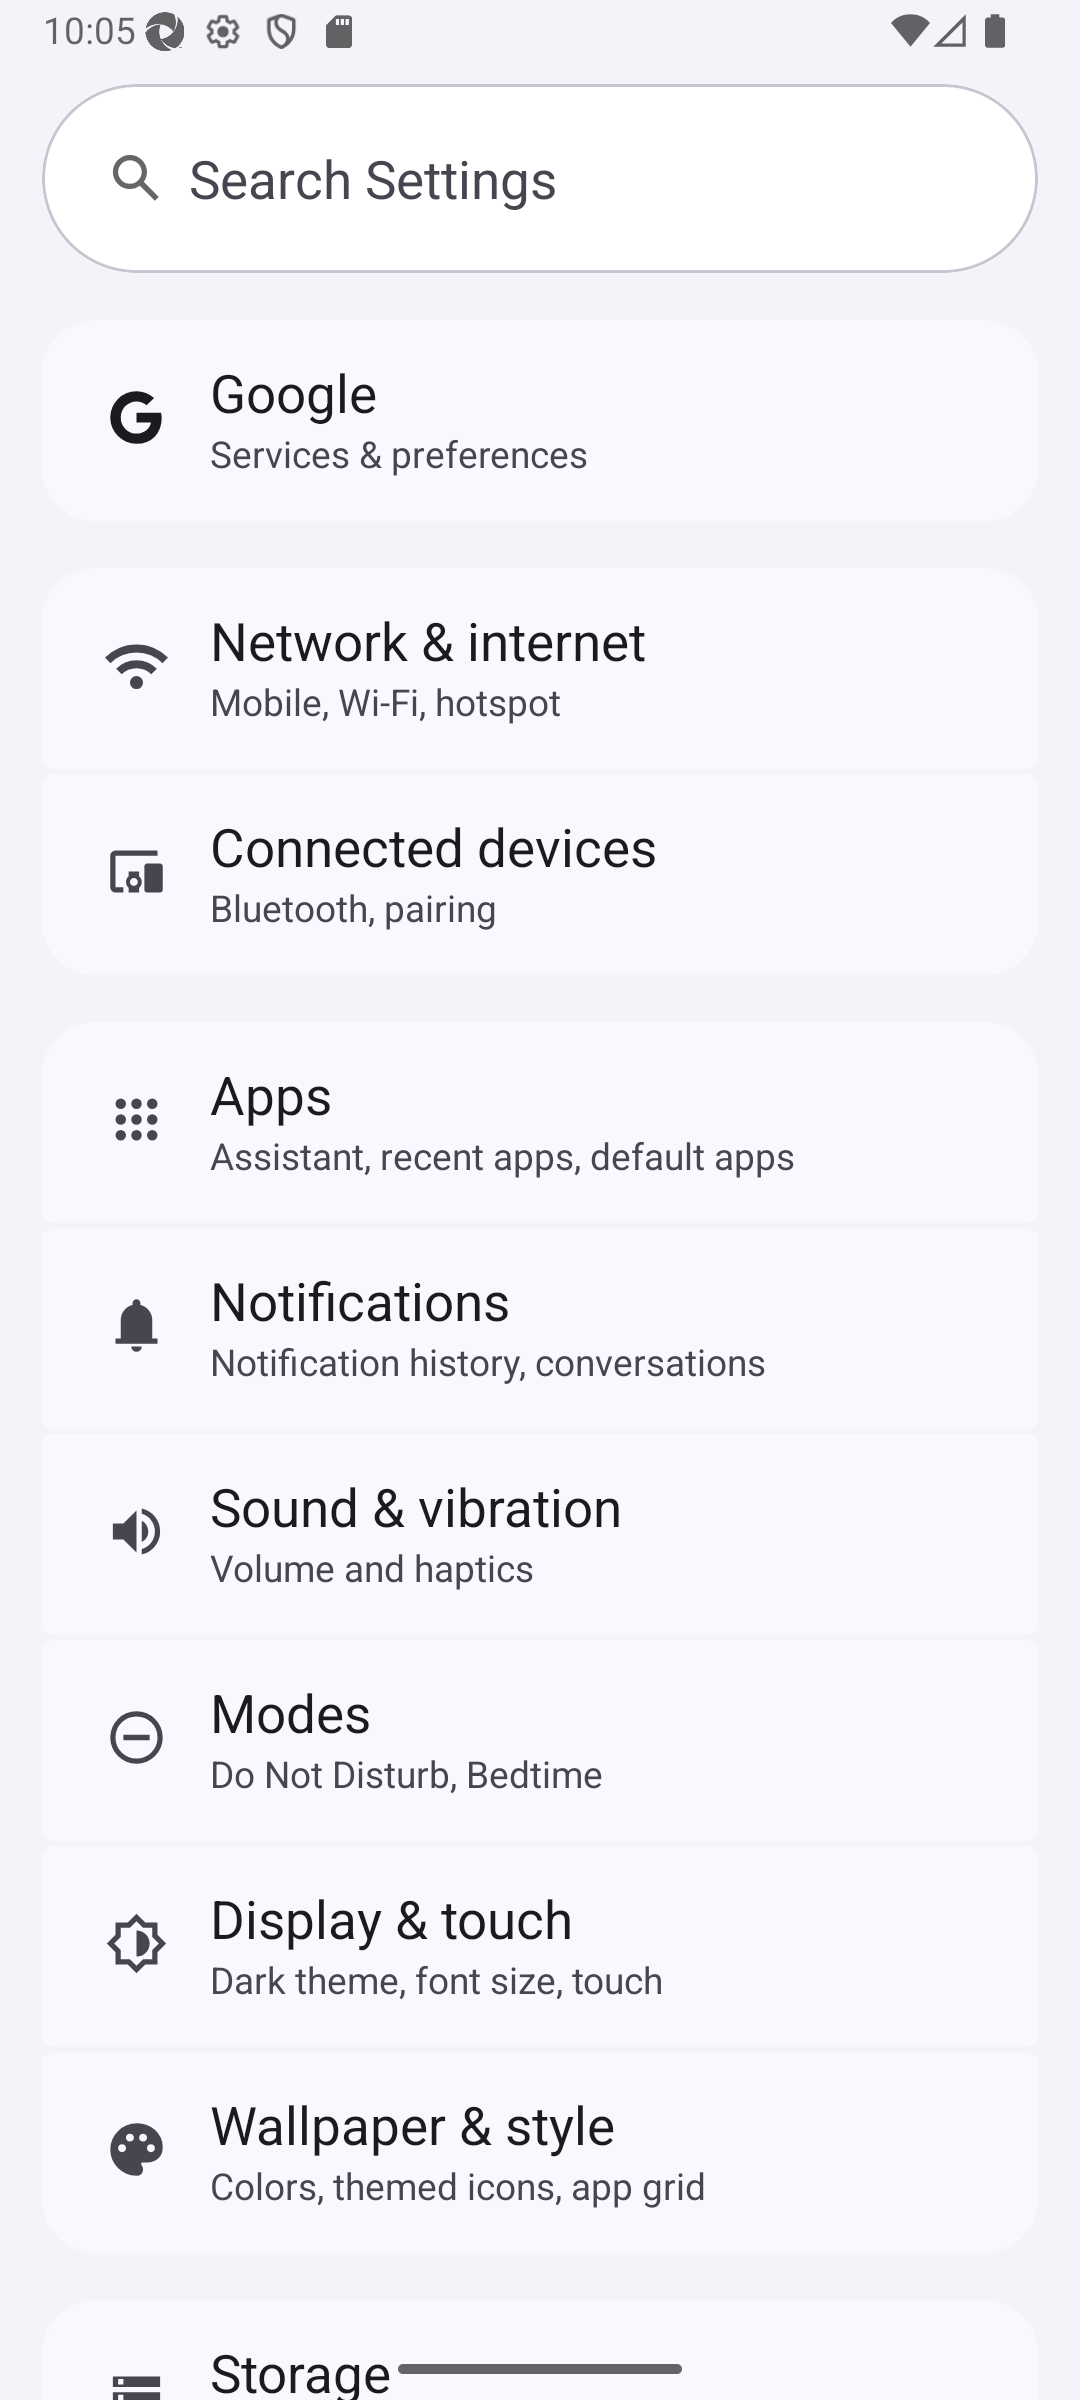 10:05
Search Settings
Google
Services & preferences
Network & internet
Mobile, Wi-Fi, hotspot
Connected devices
Bluetooth, pairing
Apps
Assistant, recent apps, default apps
Notifications
Notification history, conversations
Sound & vibration
Volume and haptics
Modes
Do Not Disturb, Bedtime
Display & touch
Dark theme, font size, touch
Wallpaper & style
Colors, themed icons, app grid
Storage